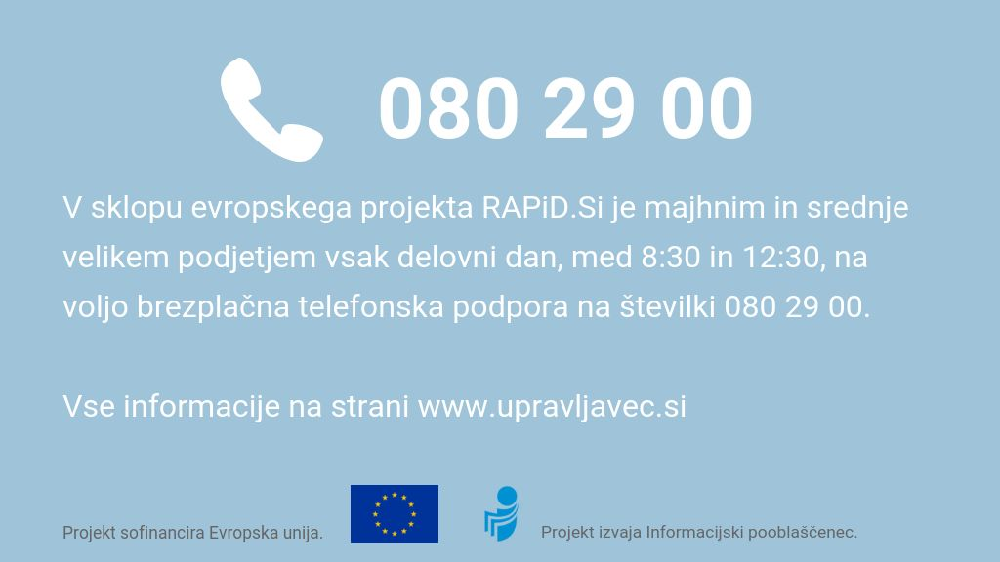 080 29 00
V sklopu evropskega projekta RAPiD.Si je majhnim in srednje
velikem podjetjem vsak delovni dan, med 8:30 in 12:30, na
voljo brezplačna telefonska podpora na številki 080 29 00.
Vse informacije na strani www.upravljavec.si
Projekt sofinancira Evropska unija.
Projekt izvaja Informacijski pooblaščenec.